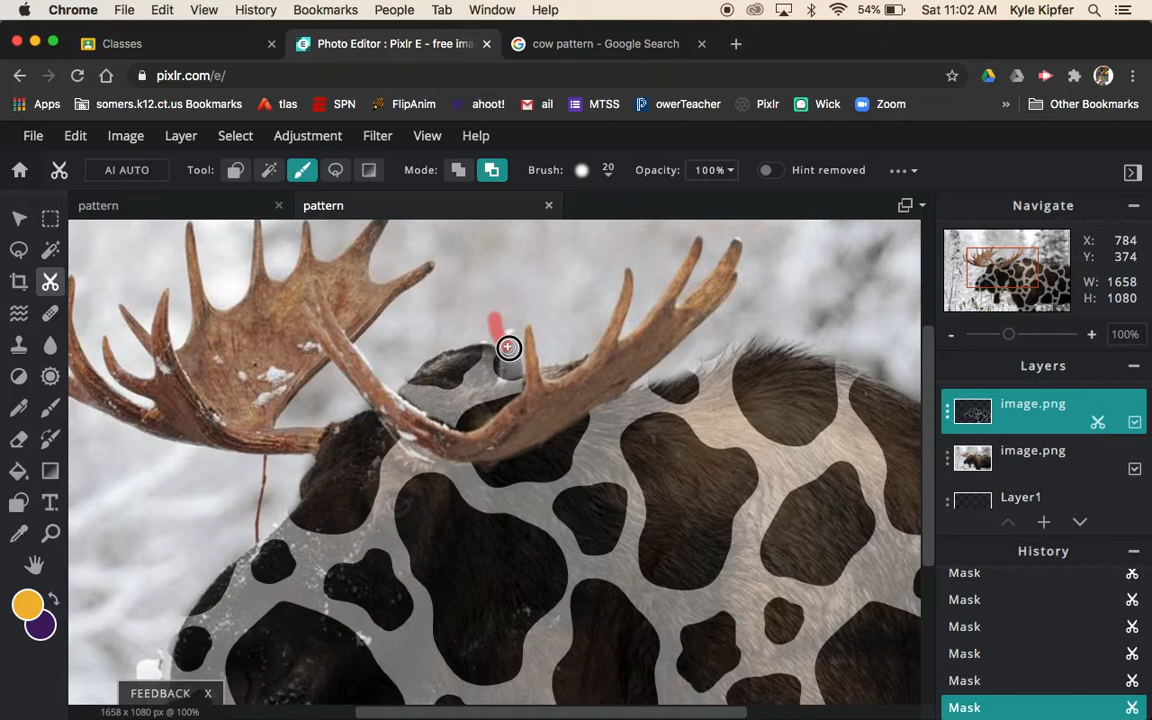 Chrome File Edit View History Bookmarks People Tab Window Help 54% Sat 11:02 AM Kyle Kipfer
Classes × Photo Editor : Pixlr E - free ima × cow pattern - Google Search × +
pixlr.com/e/
Apps somers.k12.ct.us Bookmarks tlas SPN FlipAnim ahoot! ail MTSS owerTeacher Pixlr Wick Zoom » Other Bookmarks
File Edit Image Layer Select Adjustment Filter View Help
AI AUTO Tool: Mode: Brush: 20 Opacity: 100% Hint removed
pattern × pattern ×
Navigate
X: 784
Y: 374
W: 1658
H: 1080
- + 100%
Layers
image.png
image.png
Layer1
History
Mask
Mask
Mask
Mask
Mask
Mask
FEEDBACK X
1658 x 1080 px @ 100%